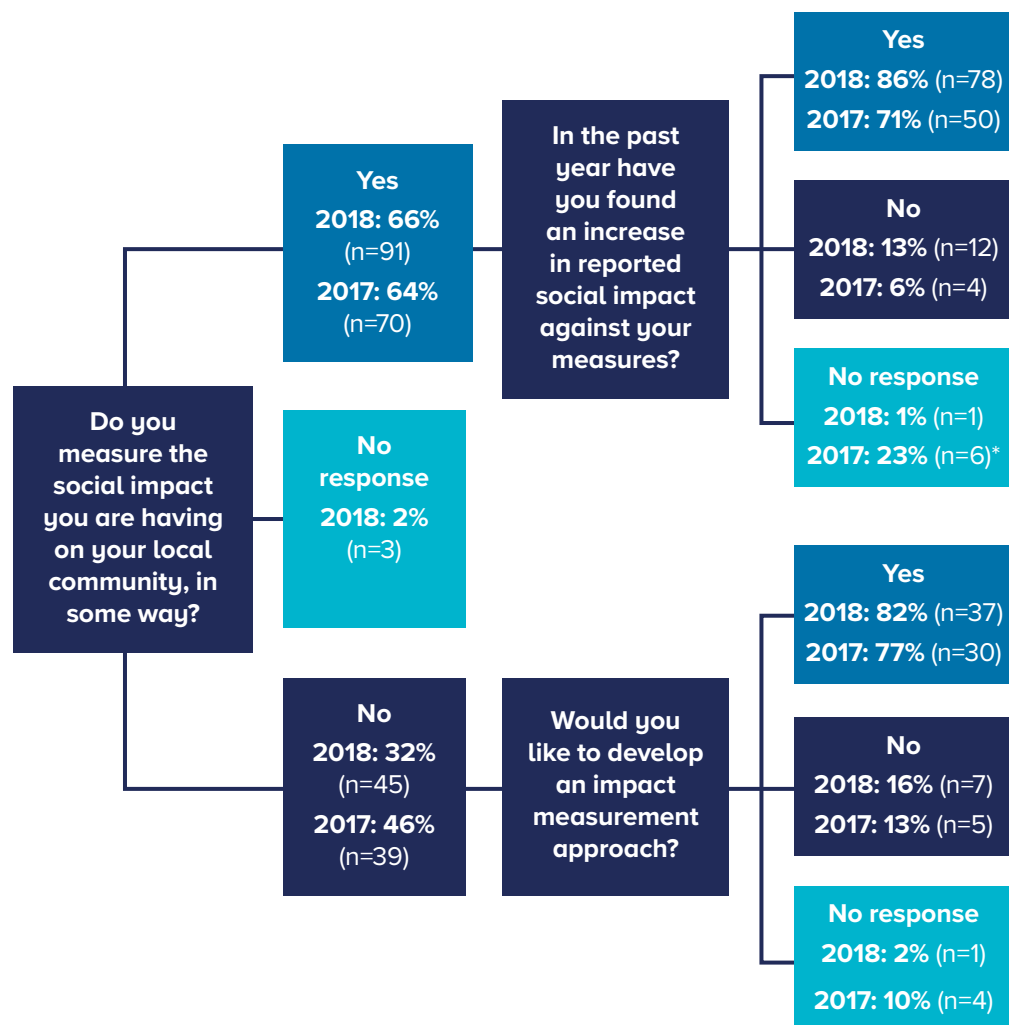 Do you
measure the
social impact
you are having
on your local
community, in
some way?
Yes
2018: 66%
(n=91)
2017: 64%
(n=70)
No
response
2018: 2%
(n=3)
No
2018: 32%
(n=45)
2017: 46%
(n=39)
In the past
year have
you found
an increase
in reported
social impact
against your
measures?
Yes
2018: 86% (n=78)
2017: 71% (n=50)
No
2018: 13% (n=12)
2017: 6% (n=4)
No response
2018: 1% (n=1)
2017: 23% (n=6)*
Would you
like to develop
an impact
measurement
approach?
Yes
2018: 82% (n=37)
2017: 77% (n=30)
No
2018: 16% (n=7)
2017: 13% (n=5)
No response
2018: 2% (n=1)
2017: 10% (n=4)